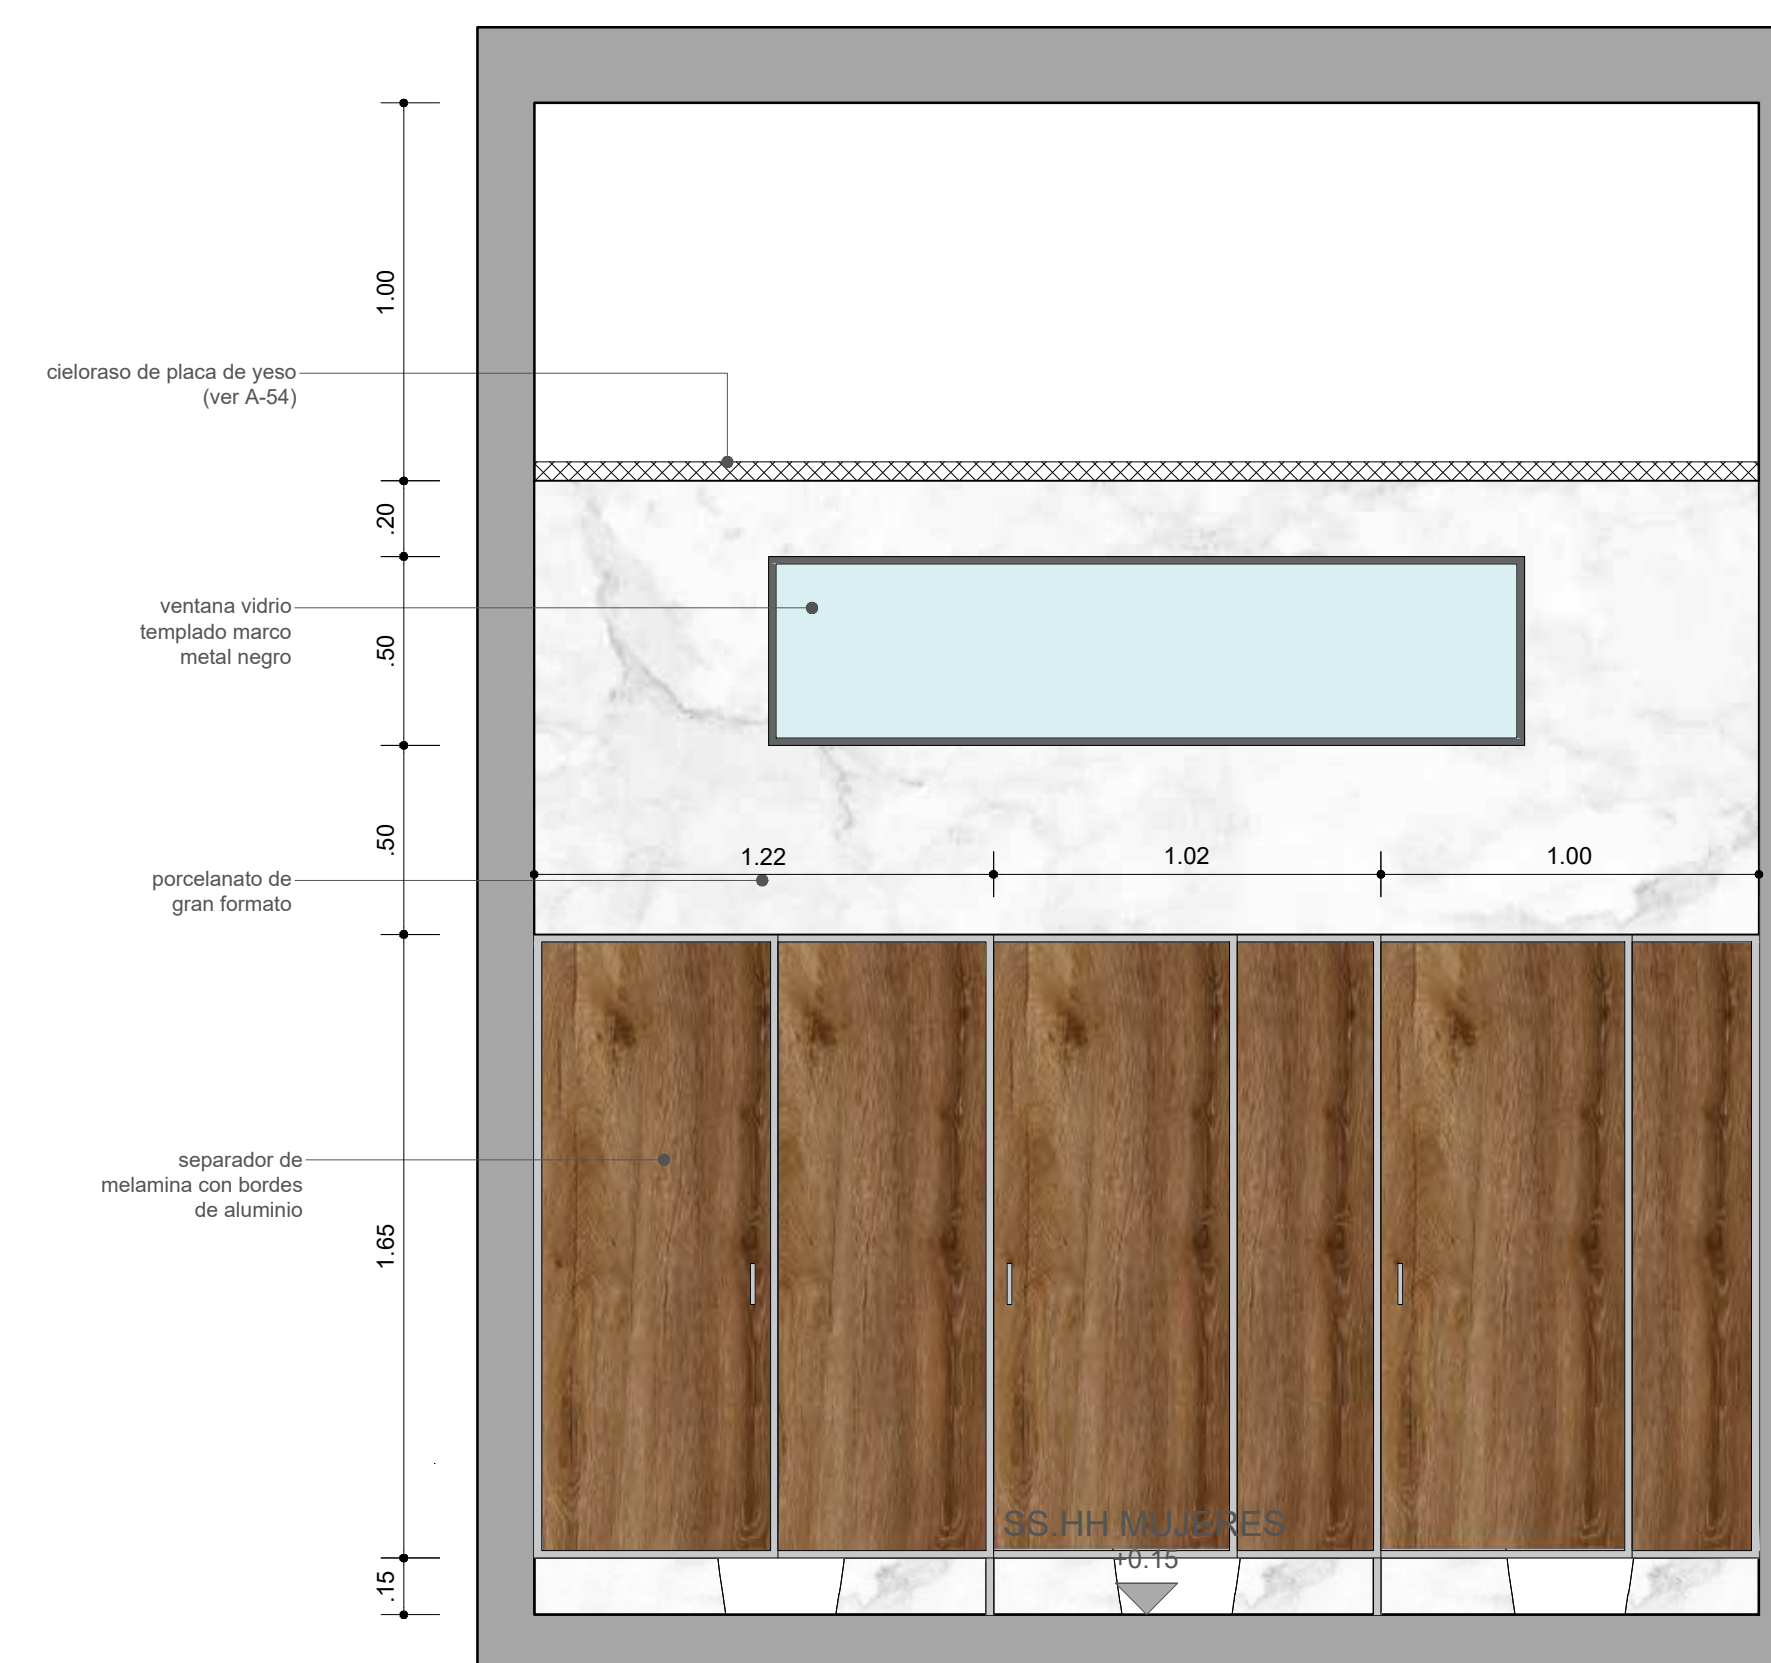 1.00
cieloraso de placa de yeso
(ver A-54)
.20
ventana vidrio
templado marco
metal negro
.50
.50
1.22
1.02
1.00
porcelanato de
gran formato
separador de
melamina con bordes
de aluminio
1.65
SS.HH MUJERES
+0.15
.15